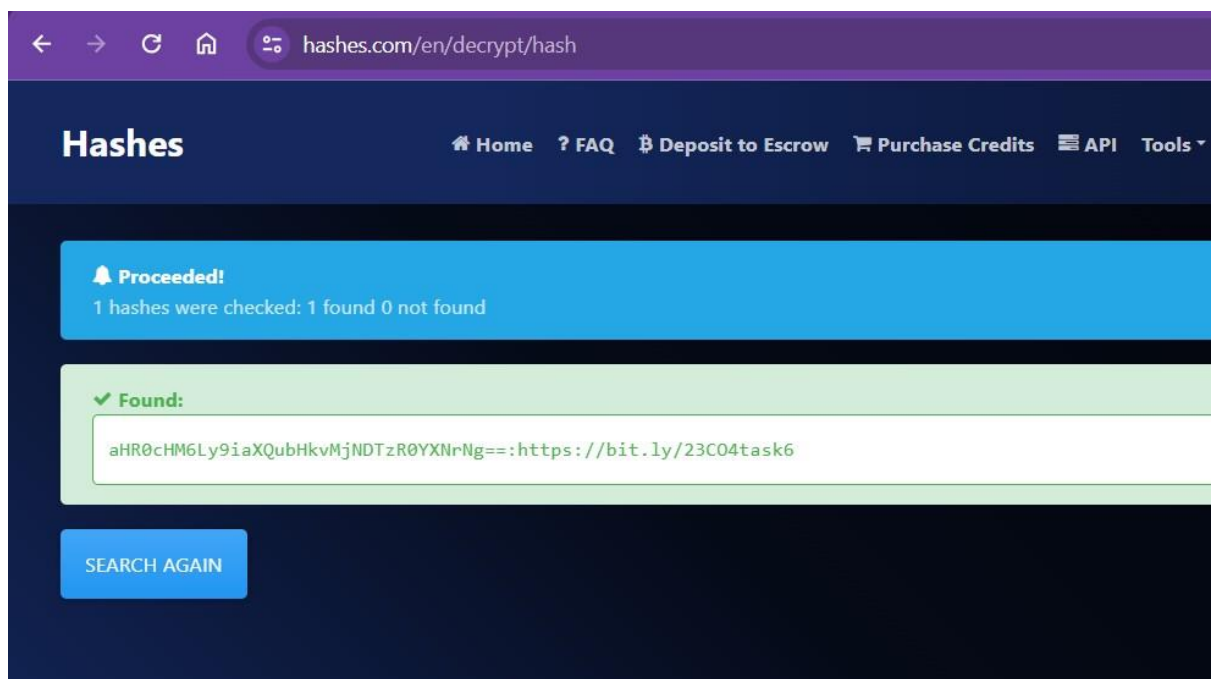 hashes.com/en/decrypt/hash
Hashes Home ? FAQ Deposit to Escrow Purchase Credits API Tools
Proceeded!
1 hashes were checked: 1 found 0 not found
Found:
aHR0cHM6Ly9iaXQubHkvMjNDTzR0YXNrNg==:https://bit.ly/23CO4task6
SEARCH AGAIN